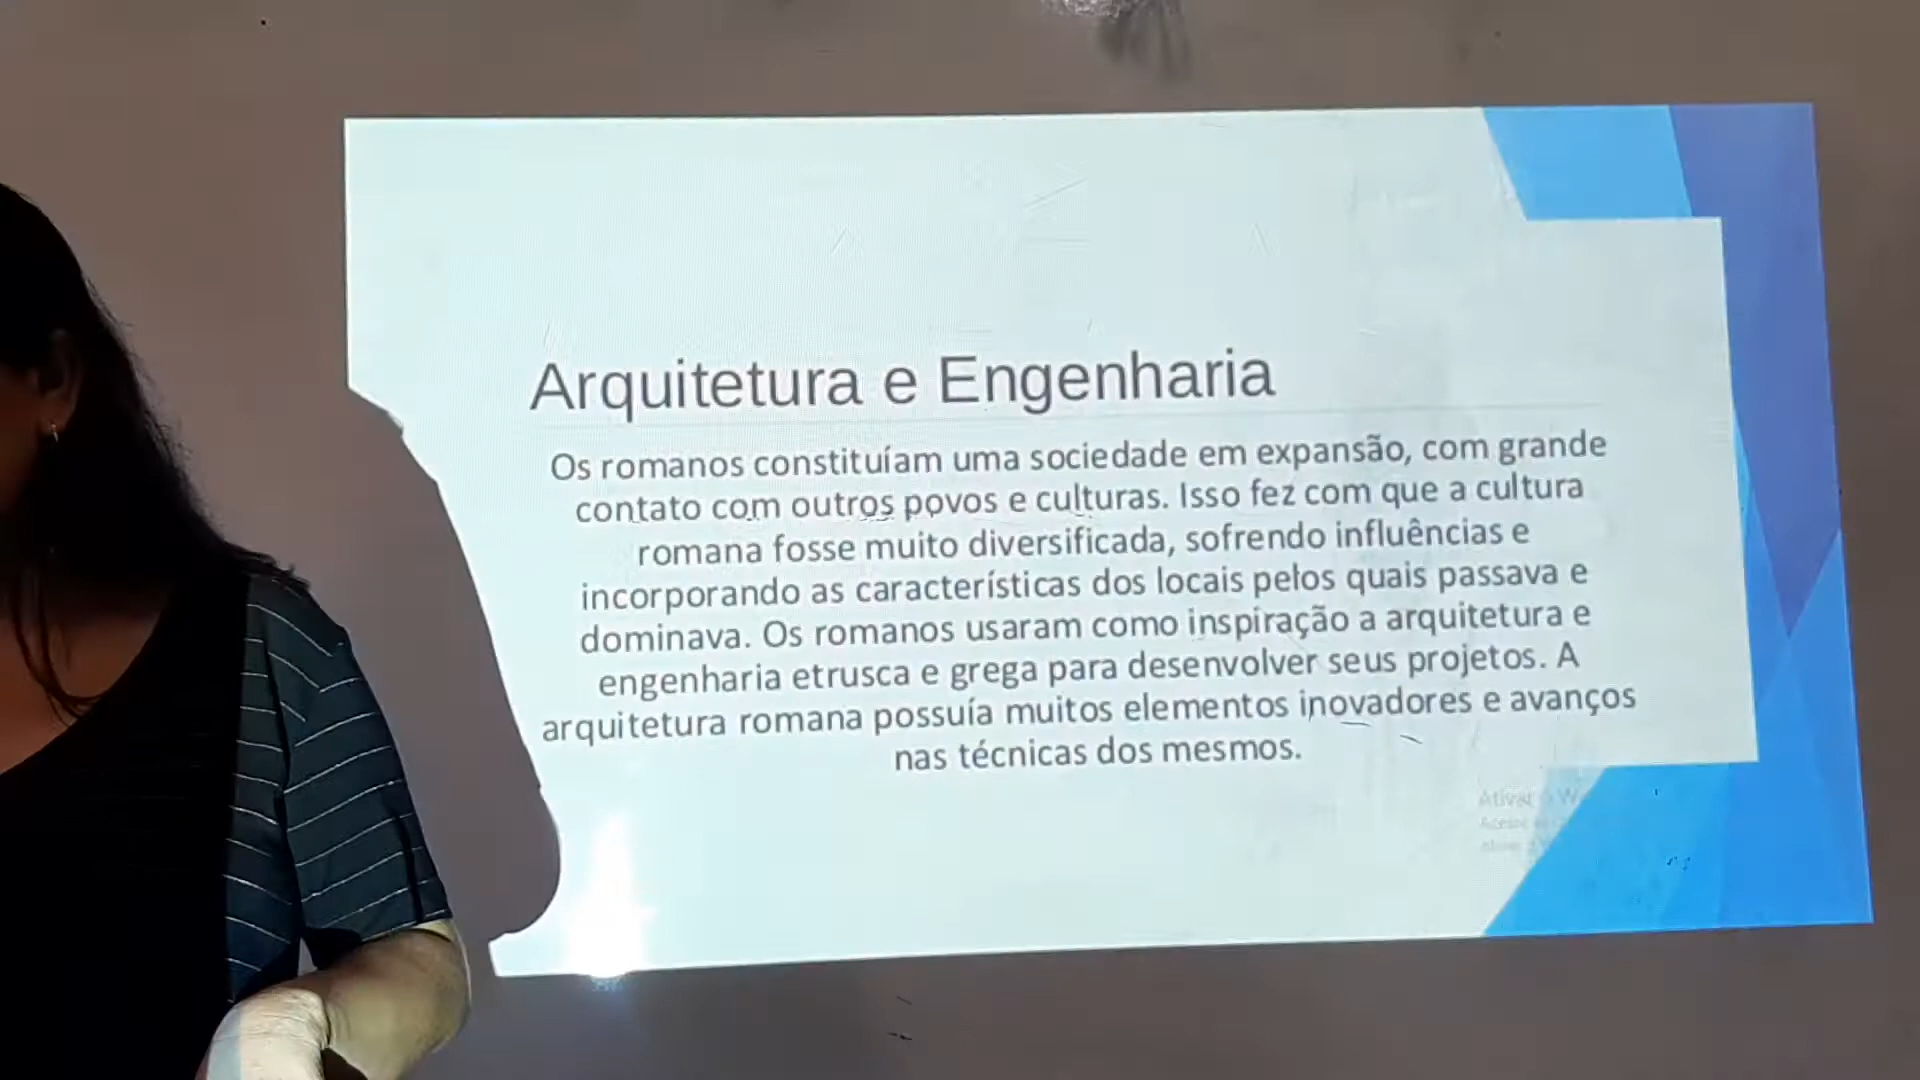 Arquitetura e Engenharia
Os romanos constituíam uma sociedade em expansão, com grande
contato com outros povos e culturas. Isso fez com que a cultura
romana fosse muito diversificada, sofrendo influências e
incorporando as características dos locais pelos quais passava e
dominava. Os romanos usaram como inspiração a arquitetura e
engenharia etrusca e grega para desenvolver seus projetos. A
arquitetura romana possuía muitos elementos inovadores e avanços
nas técnicas dos mesmos.
Ativar o